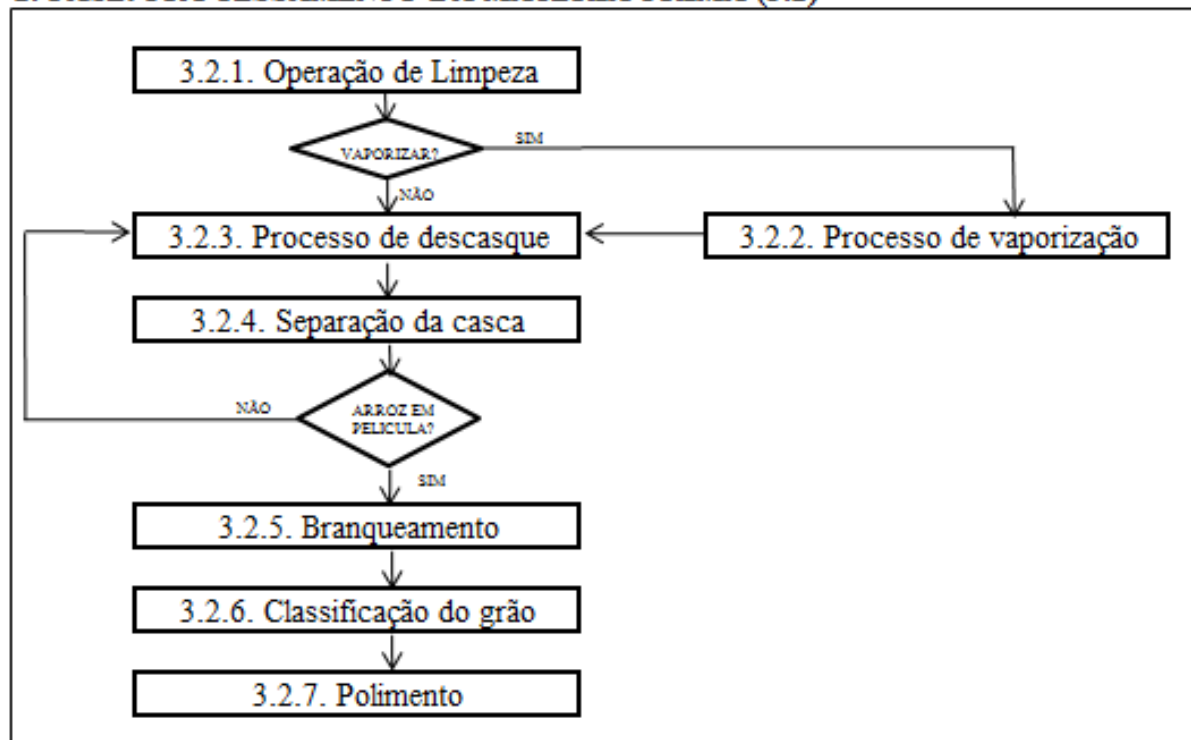 3.2.1. Operação de Limpeza
VAPORIZAR?
SIM
NÃO
3.2.3. Processo de descasque
3.2.2. Processo de vaporização
3.2.4. Separação da casca
NÃO
ARROZ EM
PELICULA?
SIM
3.2.5. Branqueamento
3.2.6. Classificação do grão
3.2.7. Polimento